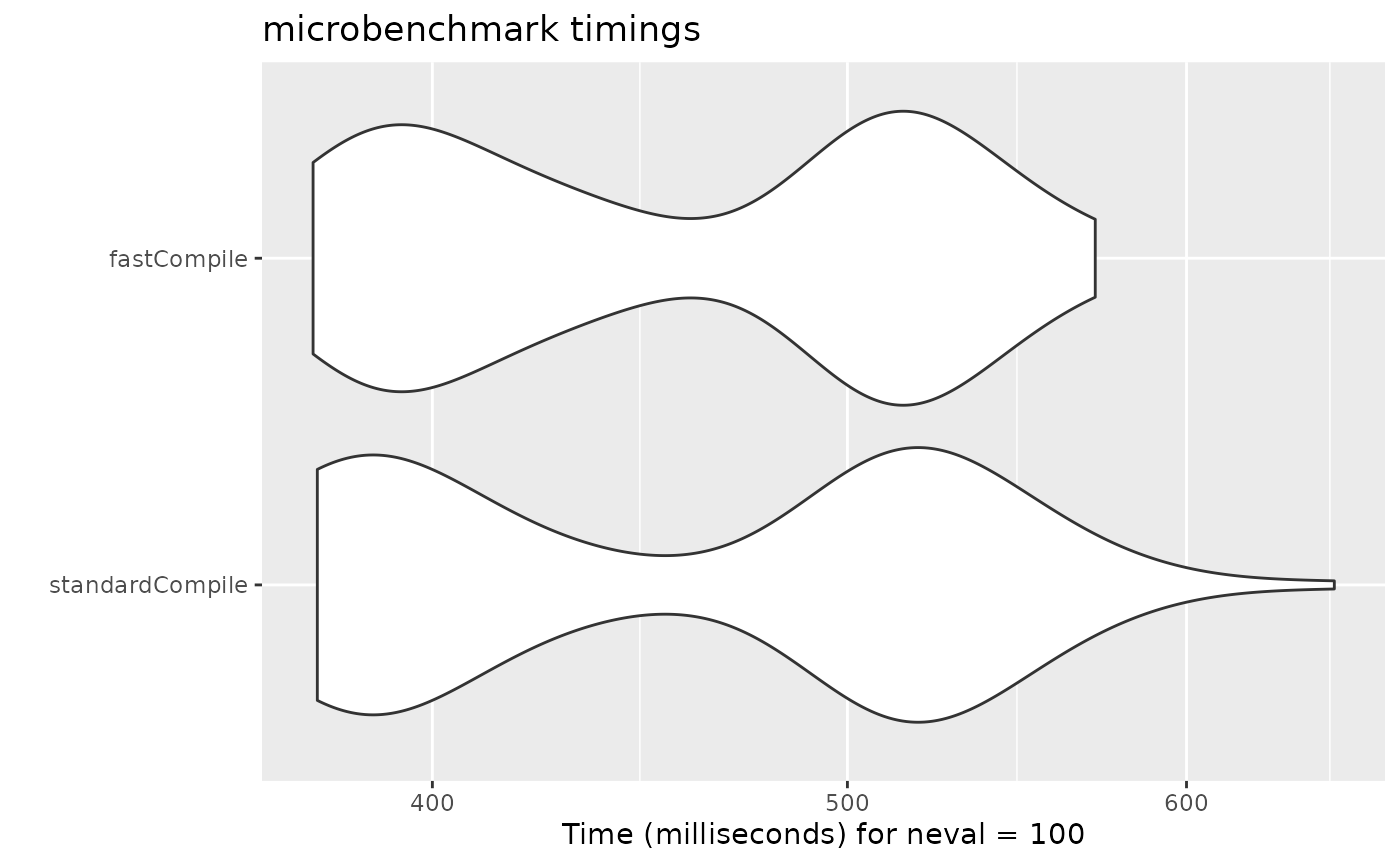 microbenchmark timings
fastCompile
standardCompile
400 500 600
Time (milliseconds) for neval = 100